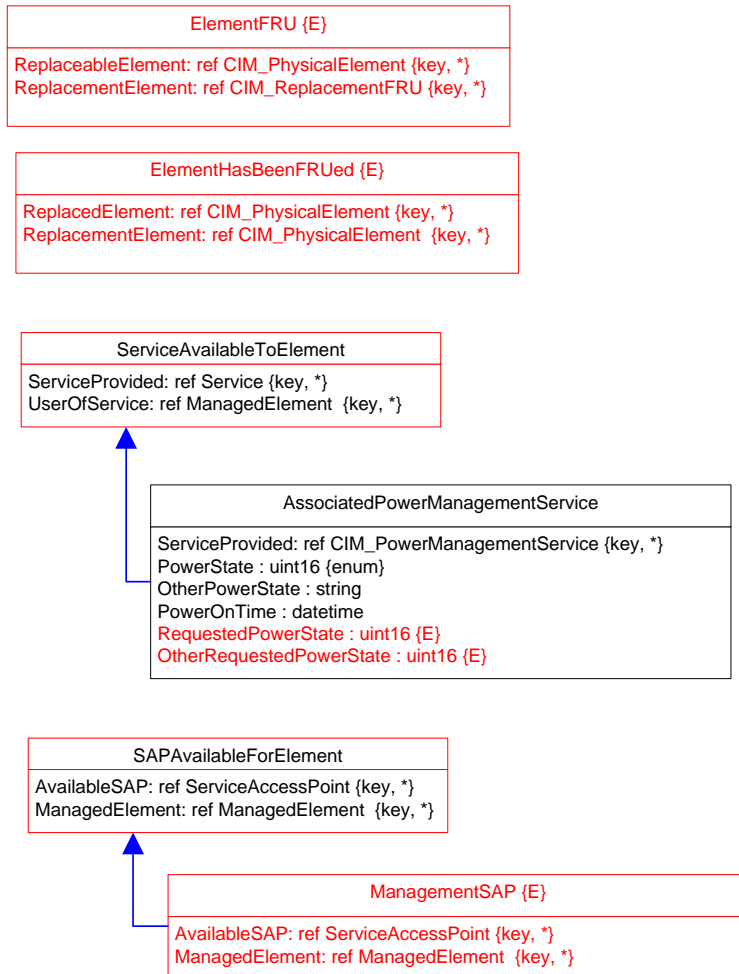 ElementFRU {E}
ReplaceableElement: ref CIM_PhysicalElement {key, *}
ReplacementElement: ref CIM_ReplacementFRU {key, *}
ElementHasBeenFRUed {E}
ReplacedElement: ref CIM_PhysicalElement {key, *}
ReplacementElement: ref CIM_PhysicalElement {key, *}
ServiceAvailableToElement
ServiceProvided: ref Service {key, *}
UserOfService: ref ManagedElement {key, *}
AssociatedPowerManagementService
ServiceProvided: ref CIM_PowerManagementService {key, *}
PowerState : uint16 {enum}
OtherPowerState : string
PowerOnTime : datetime
RequestedPowerState : uint16 {E}
OtherRequestedPowerState : uint16 {E}
SAPAvailableForElement
AvailableSAP: ref ServiceAccessPoint {key, *}
ManagedElement: ref ManagedElement {key, *}
ManagementSAP {E}
AvailableSAP: ref ServiceAccessPoint {key, *}
ManagedElement: ref ManagedElement {key, *}